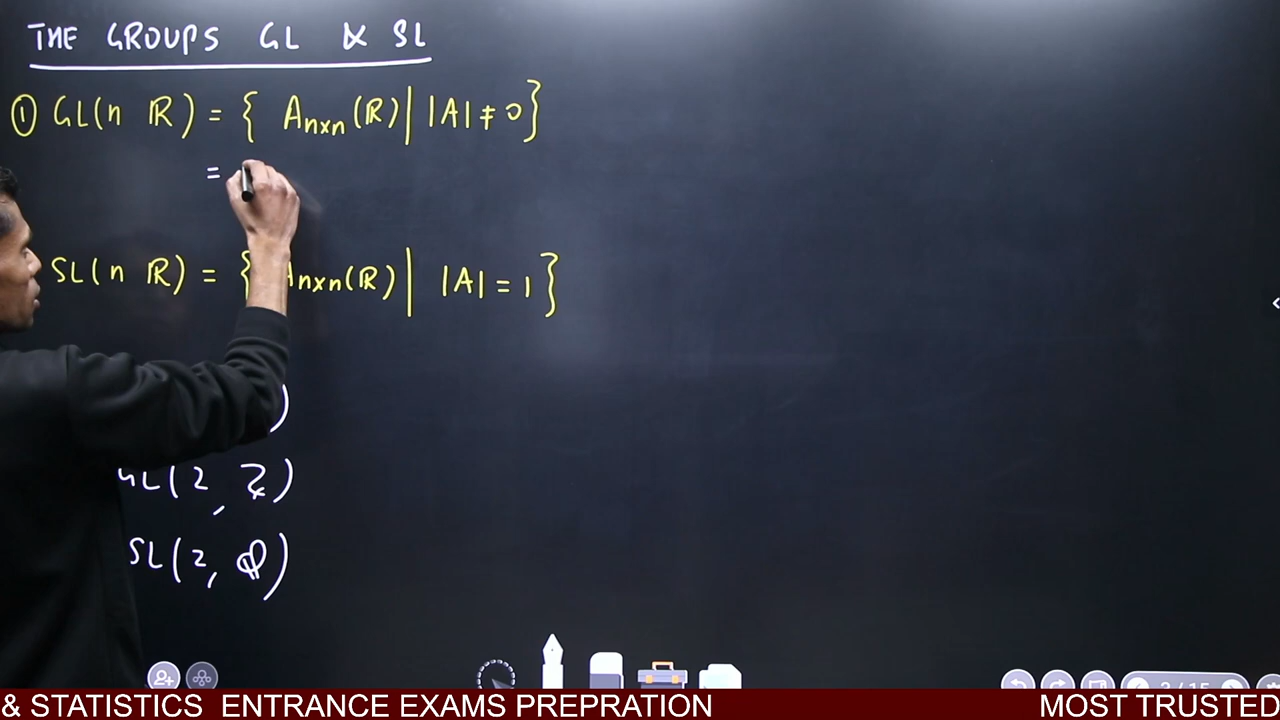 THE GROUPS GL & SL
① GL(n ℝ) = { Aₙₓₙ(ℝ) | |A| ≠ 0 }
=
SL(n ℝ) = { Aₙₓₙ(ℝ) | |A| = 1 }
)
GL(2, ℤ)
SL(2, ℚ)
& STATISTICS ENTRANCE EXAMS PREPRATION MOST TRUSTED